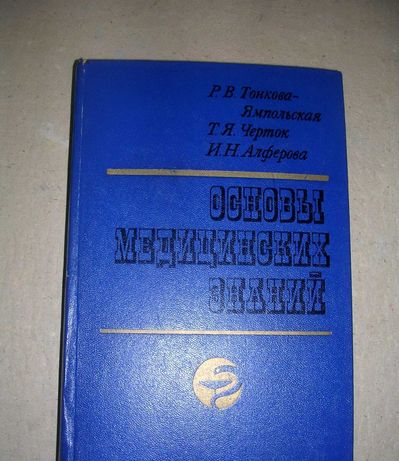 Р. В. Тонкова-
Ямпольская
Т. Я. Черток
И. Н. Алферова
ОСНОВЫ
МЕДИЦИНСКИХ
ЗНАНИЙ